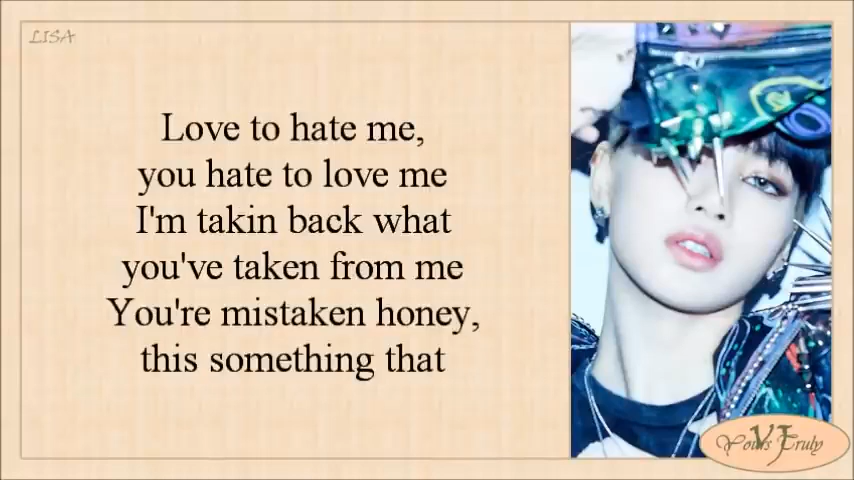 LISA
Love to hate me,
you hate to love me
I'm takin back what
you've taken from me
You're mistaken honey,
this something that
Yours Truly
VJ